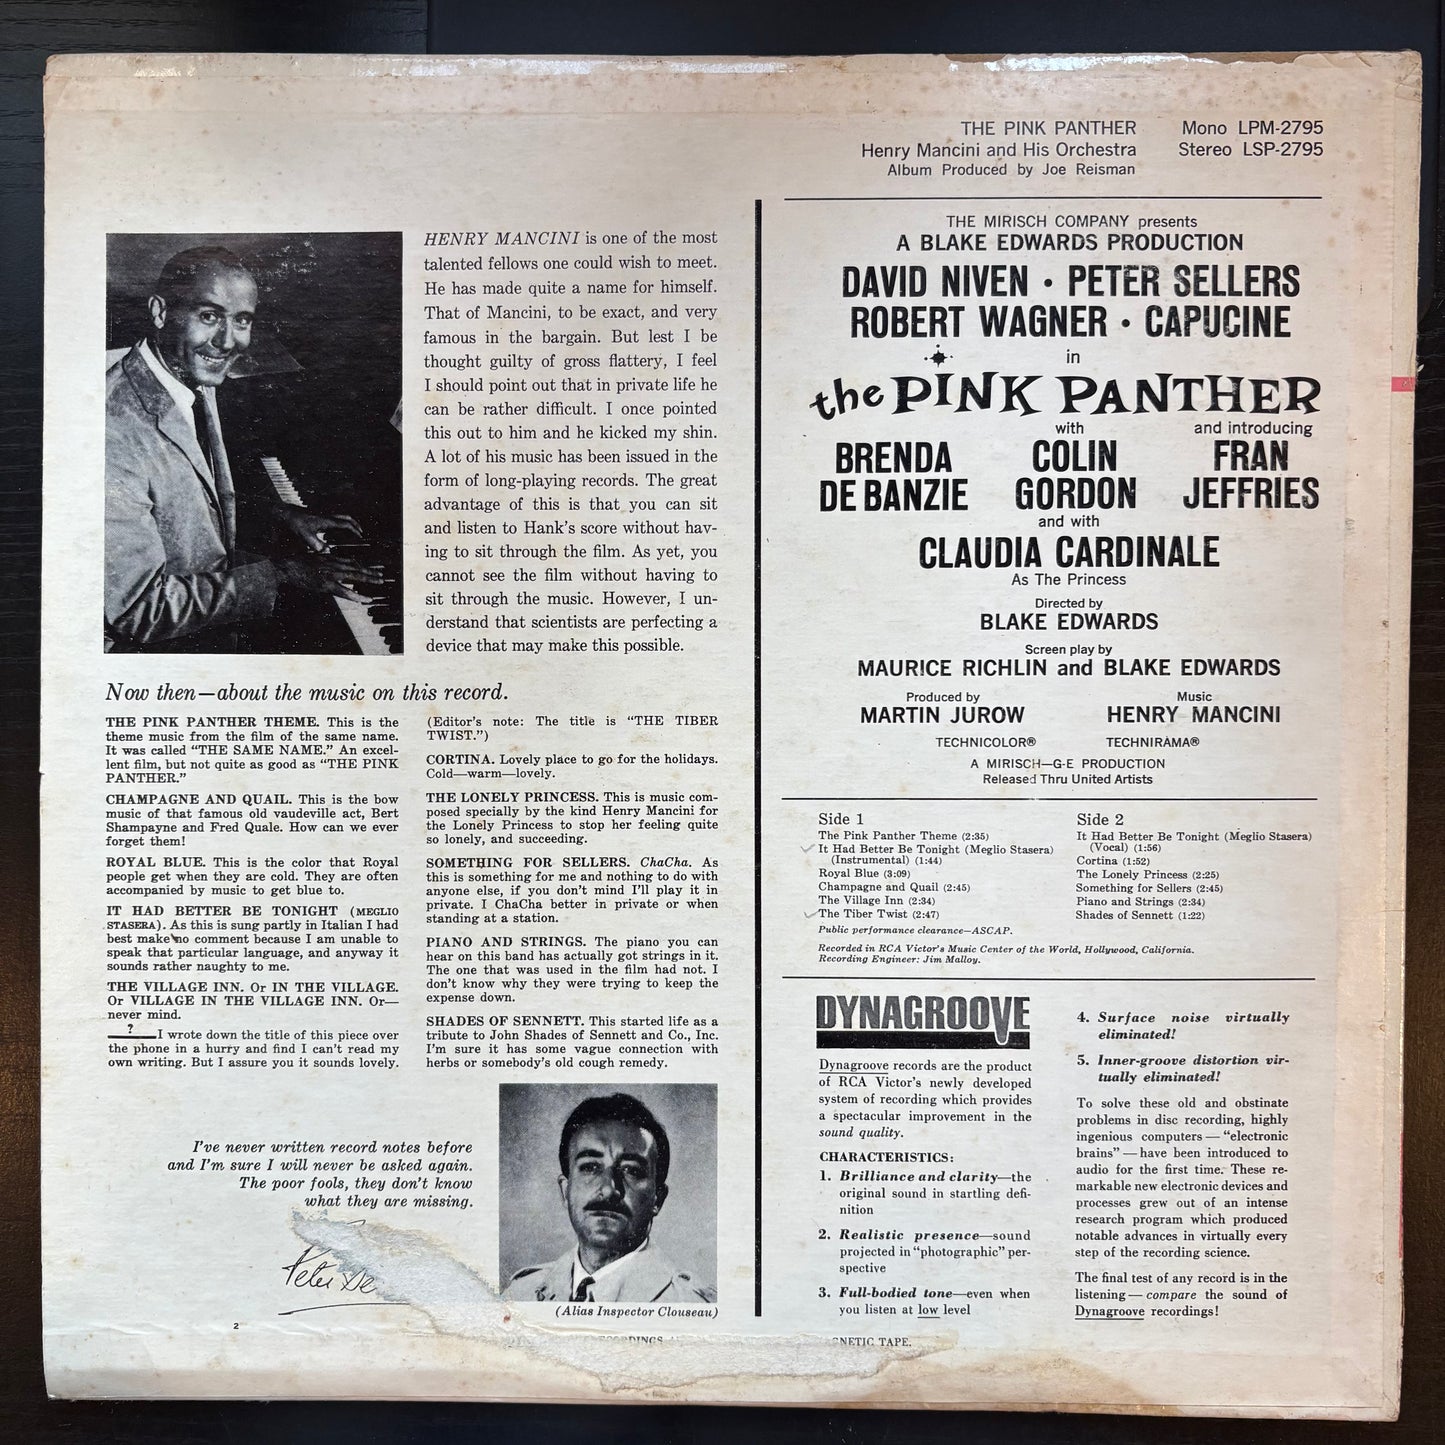 THE PINK PANTHER
Henry Mancini and His Orchestra
Album Produced by Joe Reisman
Mono LPM-2795
Stereo LSP-2795
HENRY MANCINI is one of the most
talented fellows one could wish to meet.
He has made quite a name for himself.
That of Mancini, to be exact, and very
famous in the bargain. But lest I be
thought guilty of gross flattery, I feel
I should point out that in private life he
can be rather difficult. I once pointed
this out to him and he kicked my shin.
A lot of his music has been issued in the
form of long-playing records. The great
advantage of this is that you can sit
and listen to Hank's score without hav-
ing to sit through the film. As yet, you
cannot see the film without having to
sit through the music. However, I un-
derstand that scientists are perfecting a
device that may make this possible.
Now then—about the music on this record.
THE PINK PANTHER THEME. This is the
theme music from the film of the same name.
It was called "THE SAME NAME." An excel-
lent film, but not quite as good as "THE PINK
PANTHER."
CHAMPAGNE AND QUAIL. This is the bow
music of that famous old vaudeville act, Bert
Shampayne and Fred Quale. How can we ever
forget them!
ROYAL BLUE. This is the color that Royal
people get when they are cold. They are often
accompanied by music to get blue to.
IT HAD BETTER BE TONIGHT (MEGLIO
STASERA). As this is sung partly in Italian I had
best make no comment because I am unable to
speak that particular language, and anyway it
sounds rather naughty to me.
THE VILLAGE INN. Or IN THE VILLAGE.
Or VILLAGE IN THE VILLAGE INN. Or—
never mind.
? I wrote down the title of this piece over
the phone in a hurry and find I can't read my
own writing. But I assure you it sounds lovely.
(Editor's note: The title is "THE TIBER
TWIST.")
CORTINA. Lovely place to go for the holidays.
Cold—warm—lovely.
THE LONELY PRINCESS. This is music com-
posed specially by the kind Henry Mancini for
the Lonely Princess to stop her feeling quite
so lonely, and succeeding.
SOMETHING FOR SELLERS. ChaCha. As
this is something for me and nothing to do with
anyone else, if you don't mind I'll play it in
private. I ChaCha better in private or when
standing at a station.
PIANO AND STRINGS. The piano you can
hear on this band has actually got strings in it.
The one that was used in the film had not. I
don't know why they were trying to keep the
expense down.
SHADES OF SENNETT. This started life as a
tribute to John Shades of Sennett and Co., Inc.
I'm sure it has some vague connection with
herbs or somebody's old cough remedy.
I've never written record notes before
and I'm sure I will never be asked again.
The poor fools, they don't know
what they are missing.
Peter Se
(Alias Inspector Clouseau)
2
THE MIRISCH COMPANY presents
A BLAKE EDWARDS PRODUCTION
DAVID NIVEN • PETER SELLERS
ROBERT WAGNER • CAPUCINE
in
the PINK PANTHER
with
and introducing
BRENDA COLIN FRAN
DE BANZIE GORDON JEFFRIES
and with
CLAUDIA CARDINALE
As The Princess
Directed by
BLAKE EDWARDS
Screen play by
MAURICE RICHLIN and BLAKE EDWARDS
Produced by Music
MARTIN JUROW HENRY MANCINI
TECHNICOLOR® TECHNIRAMA®
A MIRISCH—G-E PRODUCTION
Released Thru United Artists
Side 1
The Pink Panther Theme (2:35)
It Had Better Be Tonight (Meglio Stasera)
(Instrumental) (1:44)
Royal Blue (3:09)
Champagne and Quail (2:45)
The Village Inn (2:34)
The Tiber Twist (2:47)
Side 2
It Had Better Be Tonight (Meglio Stasera)
(Vocal) (1:56)
Cortina (1:52)
The Lonely Princess (2:25)
Something for Sellers (2:45)
Piano and Strings (2:34)
Shades of Sennett (1:22)
Public performance clearance—ASCAP.
Recorded in RCA Victor's Music Center of the World, Hollywood, California.
Recording Engineer: Jim Malloy.
DYNAGROOVE
Dynagroove records are the product
of RCA Victor's newly developed
system of recording which provides
a spectacular improvement in the
sound quality.
CHARACTERISTICS:
1. Brilliance and clarity—the
original sound in startling defi-
nition
2. Realistic presence—sound
projected in "photographic" per-
spective
3. Full-bodied tone—even when
you listen at low level
4. Surface noise virtually
eliminated!
5. Inner-groove distortion vir-
tually eliminated!
To solve these old and obstinate
problems in disc recording, highly
ingenious computers — "electronic
brains" — have been introduced to
audio for the first time. These re-
markable new electronic devices and
processes grew out of an intense
research program which produced
notable advances in virtually every
step of the recording science.
The final test of any record is in the
listening — compare the sound of
Dynagroove recordings!
RECORDINGS
GNETIC TAPE.